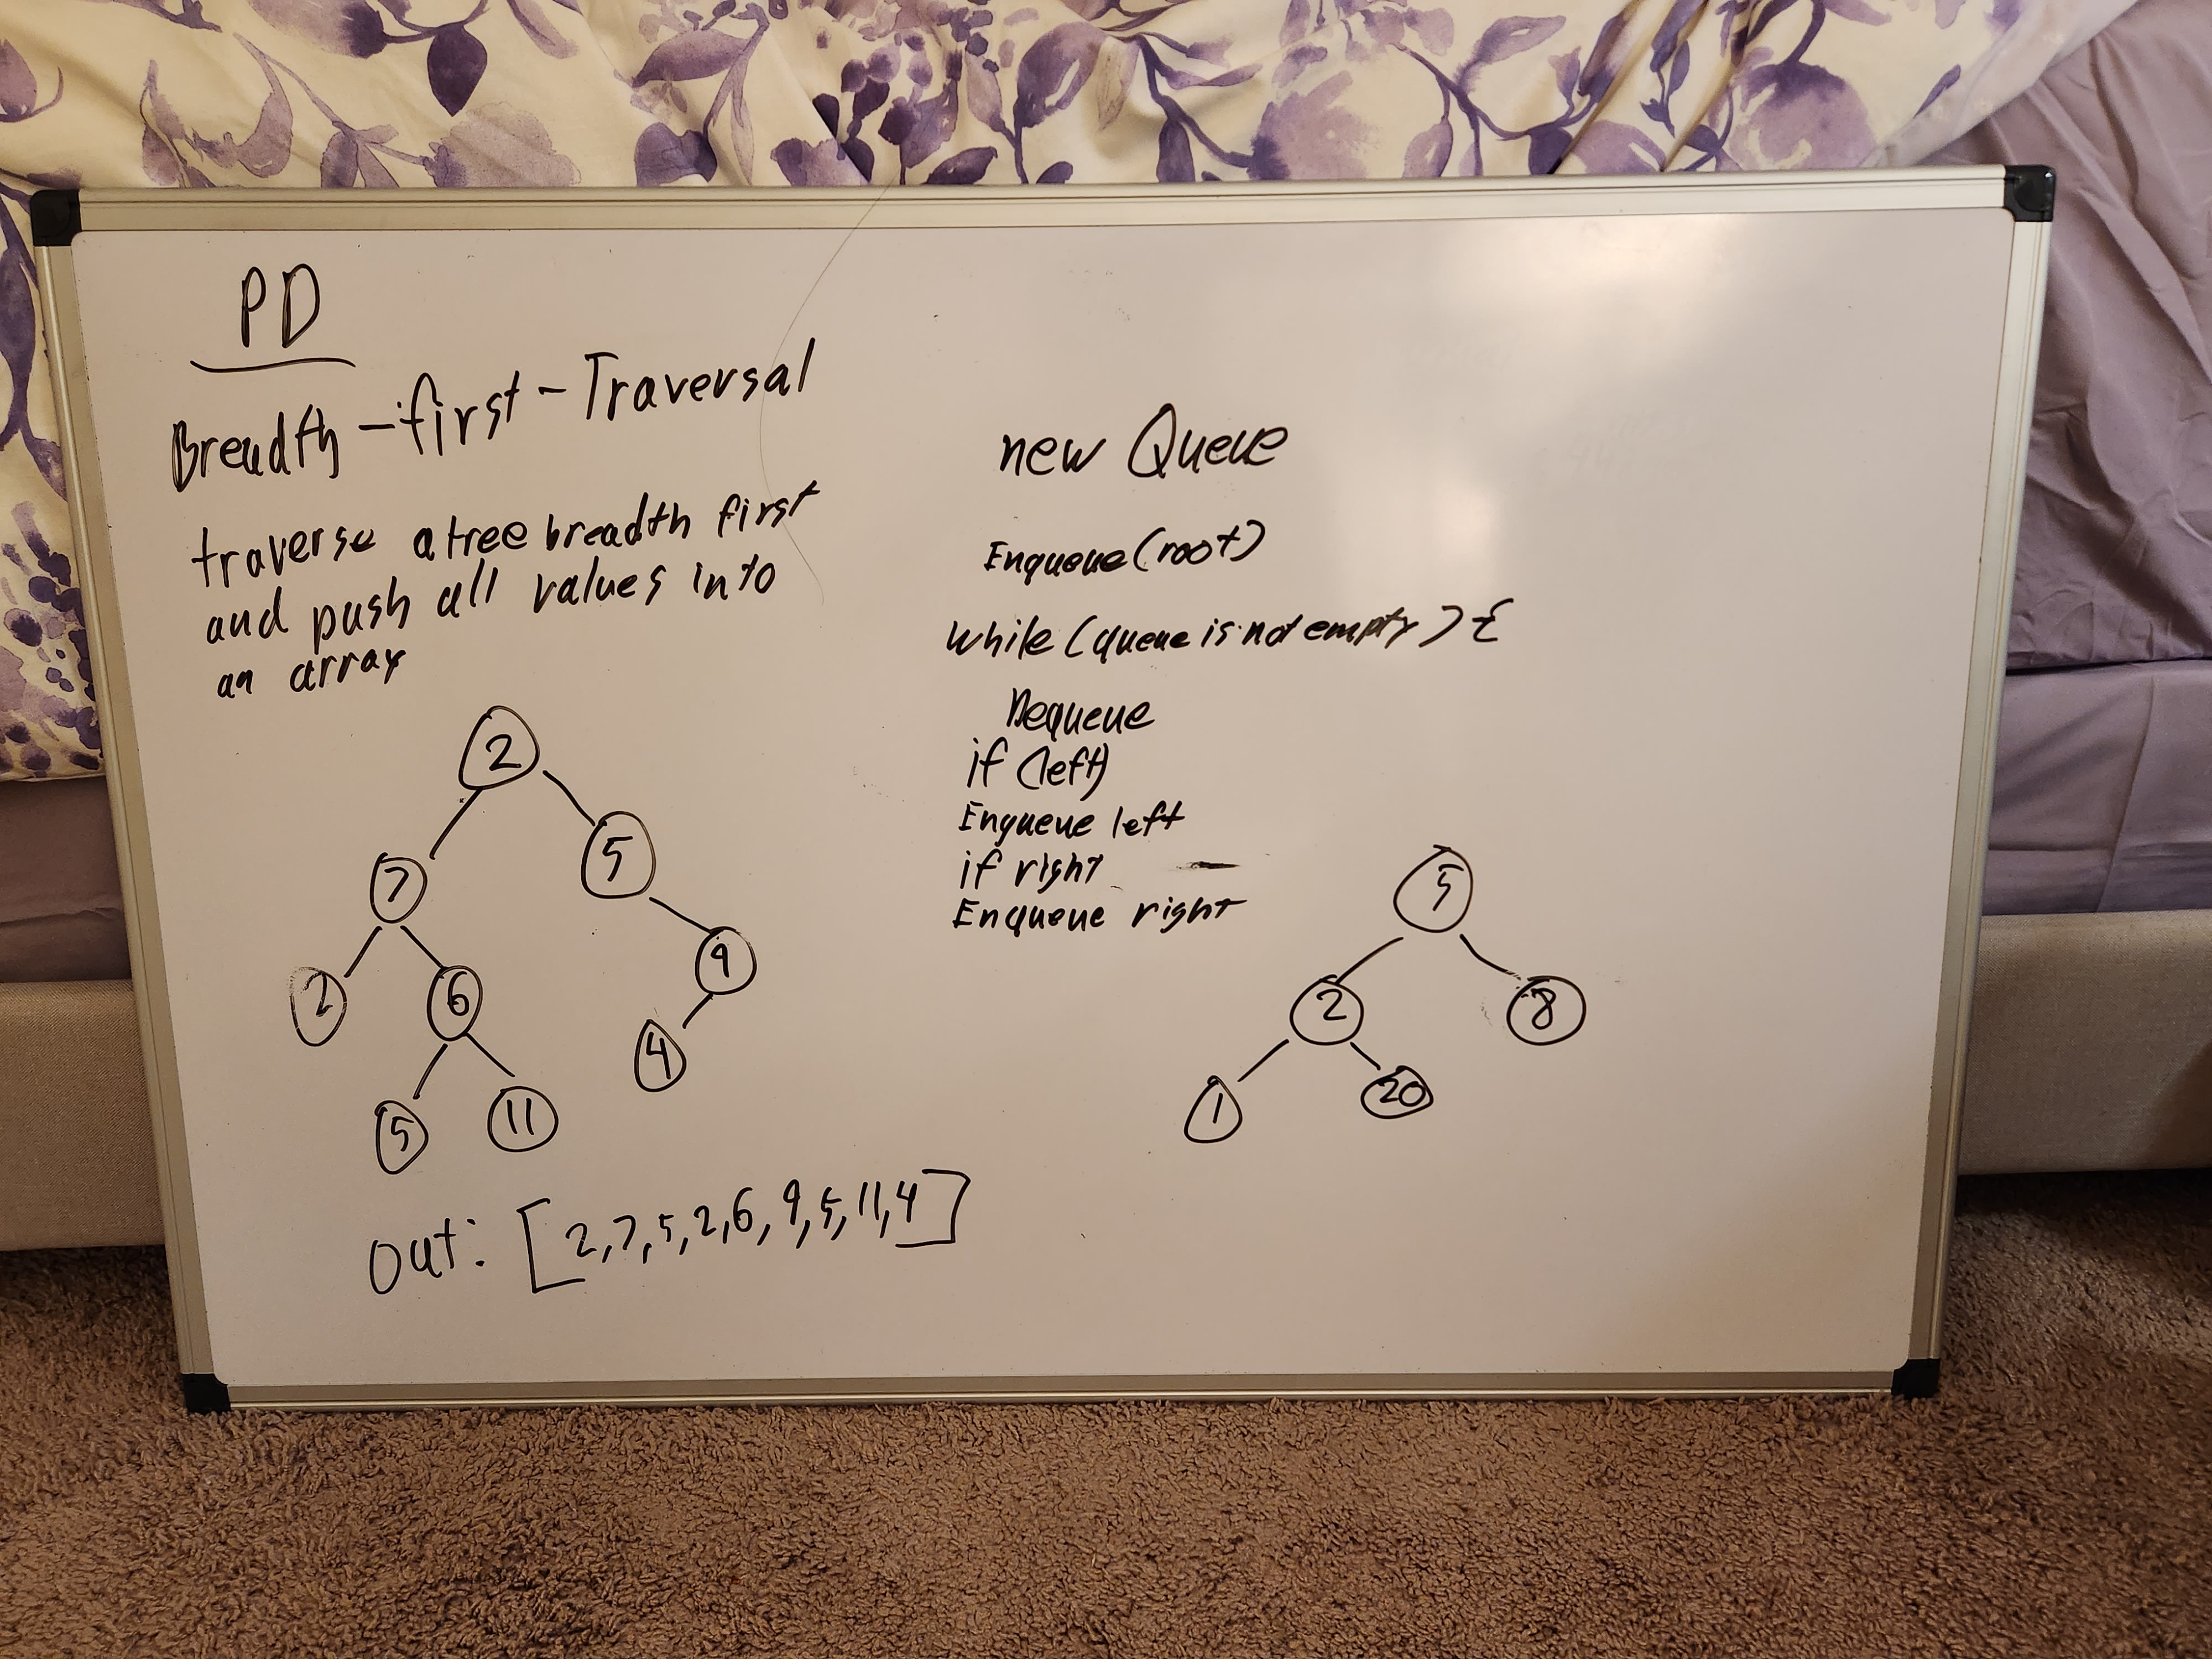 PD
Breadth-first-Traversal
traverse a tree breadth first
and push all values into
an array
2
7
5
2
6
9
5
11
4
out: [2,7,5,2,6,9,5,11,4]
new Queue
Enqueue(root)
while (queue is not empty) {
Dequeue
if (left)
Enqueue left
if right
Enqueue right
5
2
8
1
20